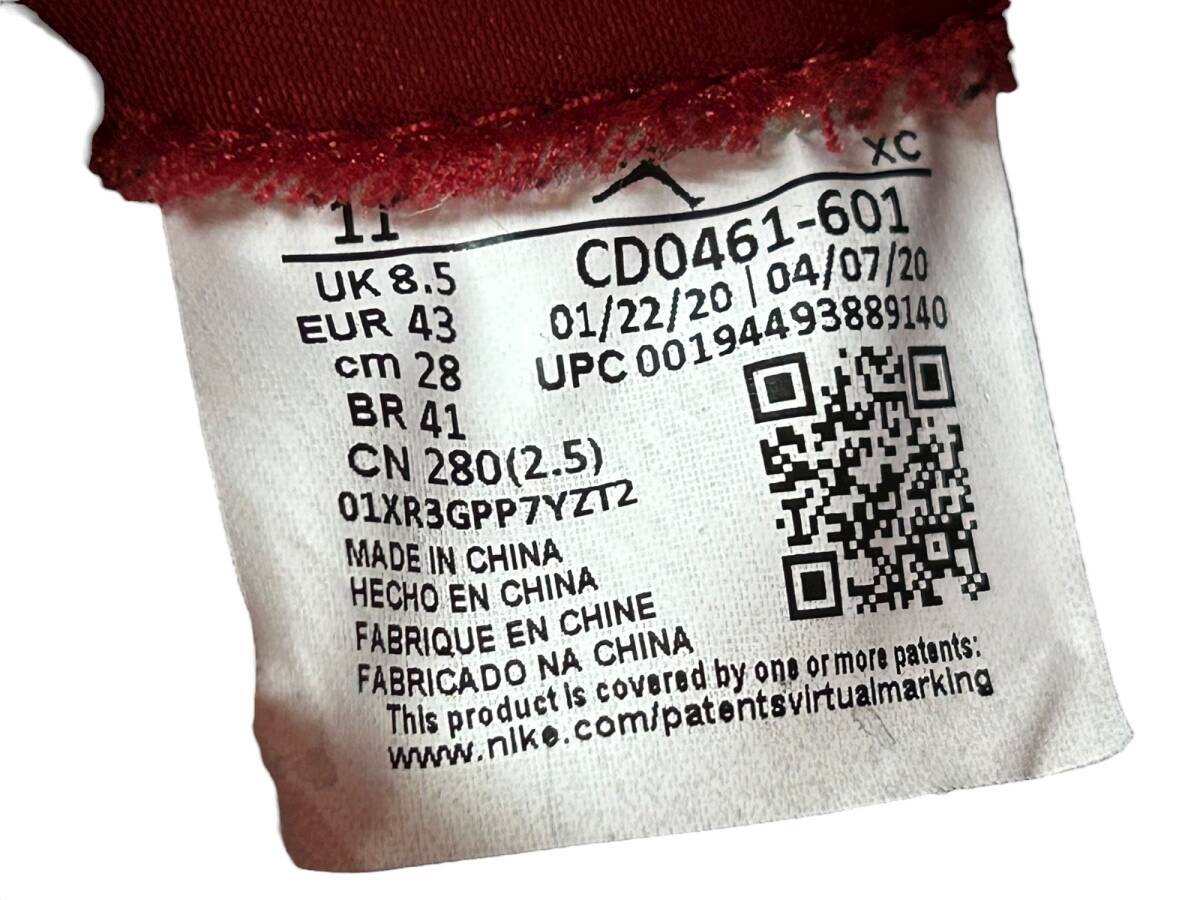 XC
11
CD0461-601
UK 8.5
01/22/20 | 04/07/20
EUR 43
UPC 00194493889140
cm 28
BR 41
CN 280(2.5)
01XR3GPP7YZT2
MADE IN CHINA
HECHO EN CHINA
FABRIQUE EN CHINE
FABRICADO NA CHINA
This product is covered by one or more patents:
www.nike.com/patentsvirtualmarking